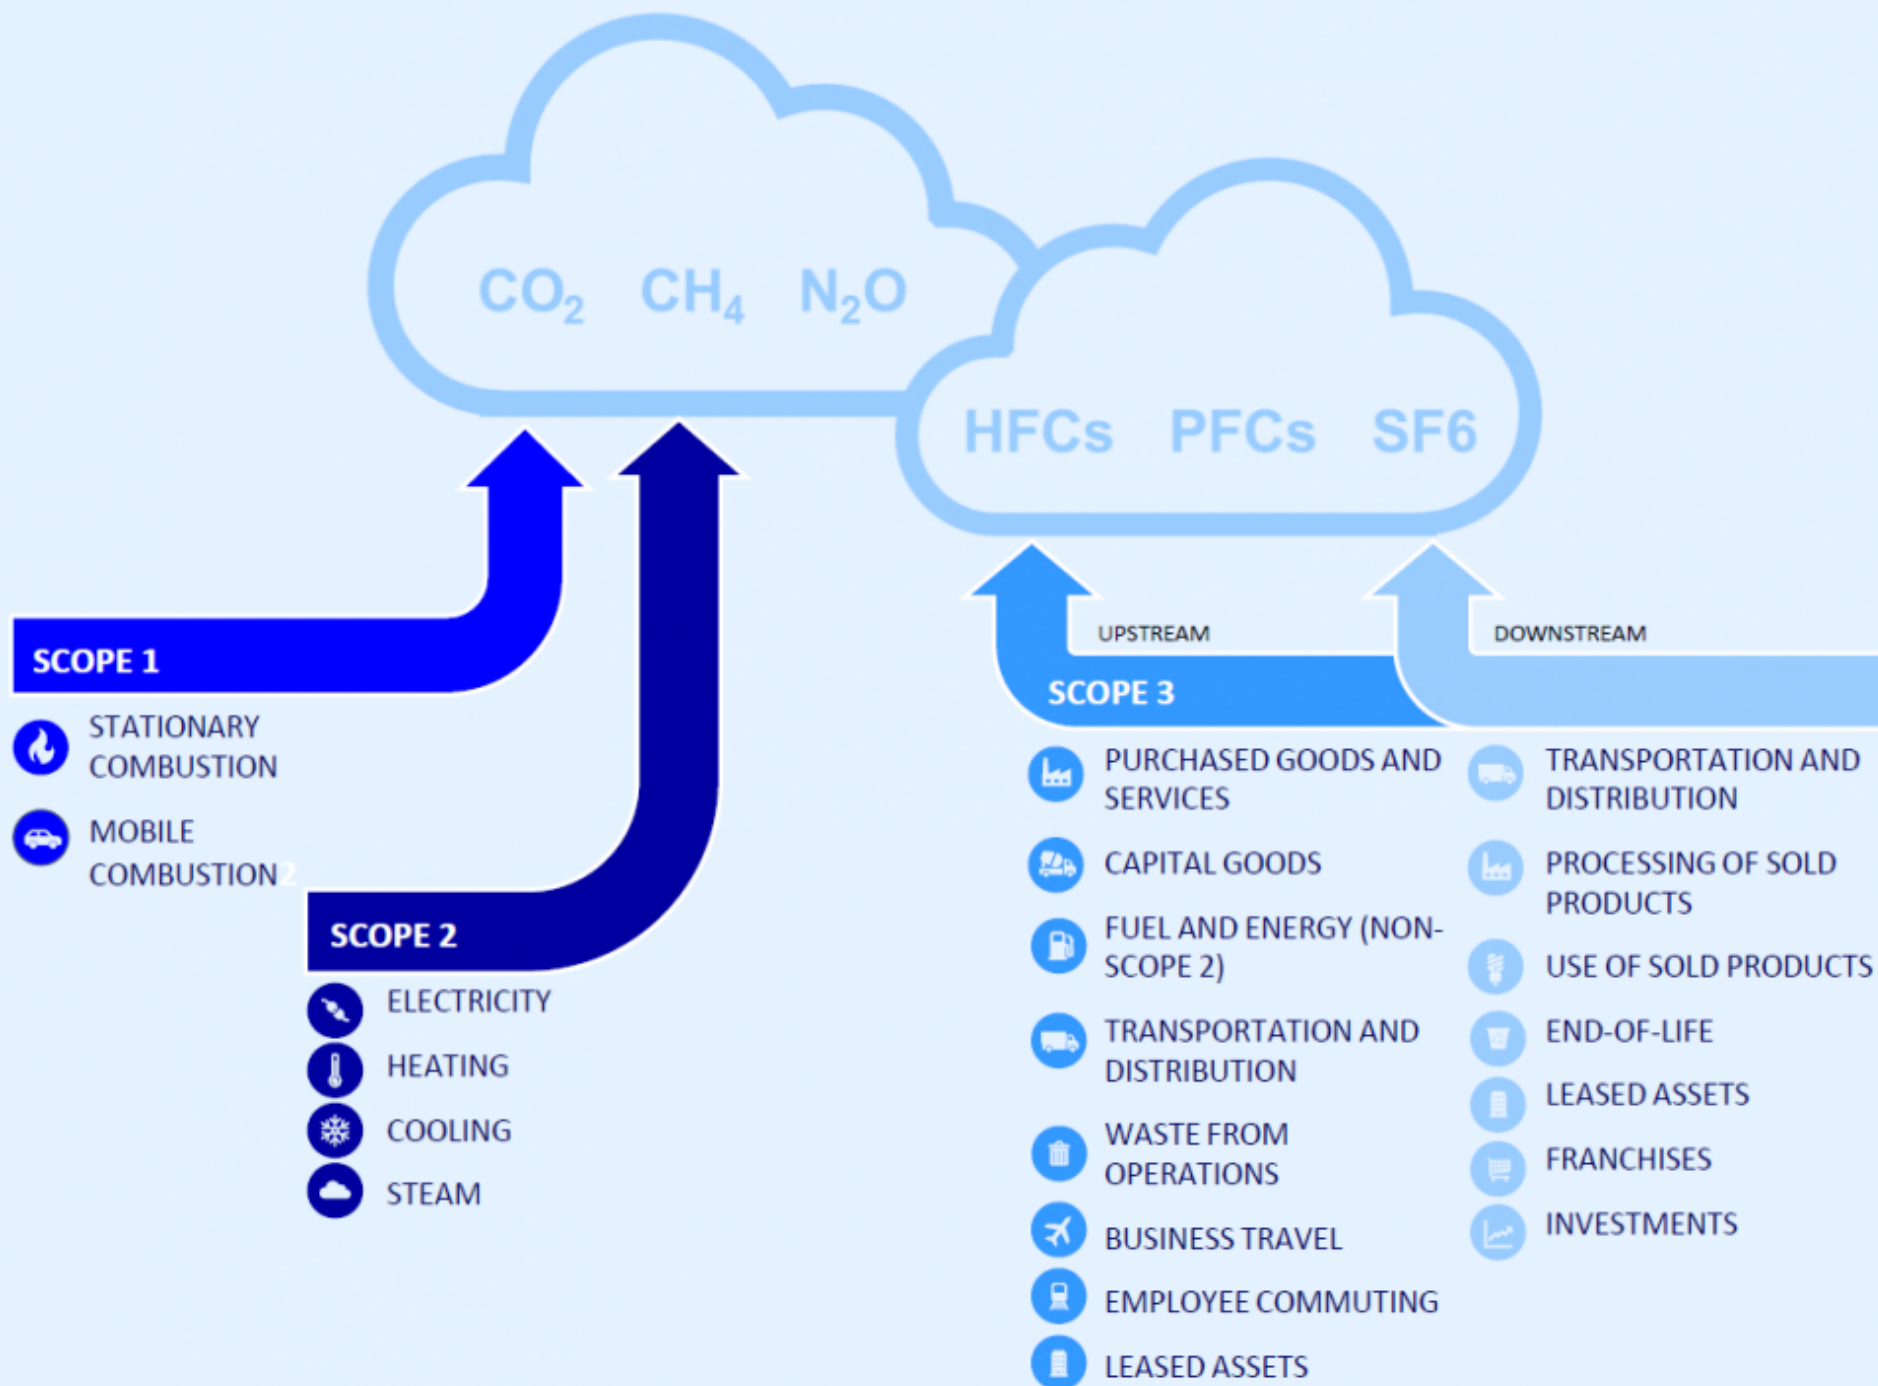 CO₂ CH₄ N₂O
HFCs PFCs SF6
SCOPE 1
STATIONARY
COMBUSTION
MOBILE
COMBUSTION2
SCOPE 2
ELECTRICITY
HEATING
COOLING
STEAM
UPSTREAM
SCOPE 3
PURCHASED GOODS AND
SERVICES
CAPITAL GOODS
FUEL AND ENERGY (NON-
SCOPE 2)
TRANSPORTATION AND
DISTRIBUTION
WASTE FROM
OPERATIONS
BUSINESS TRAVEL
EMPLOYEE COMMUTING
LEASED ASSETS
DOWNSTREAM
TRANSPORTATION AND
DISTRIBUTION
PROCESSING OF SOLD
PRODUCTS
USE OF SOLD PRODUCTS
END-OF-LIFE
LEASED ASSETS
FRANCHISES
INVESTMENTS